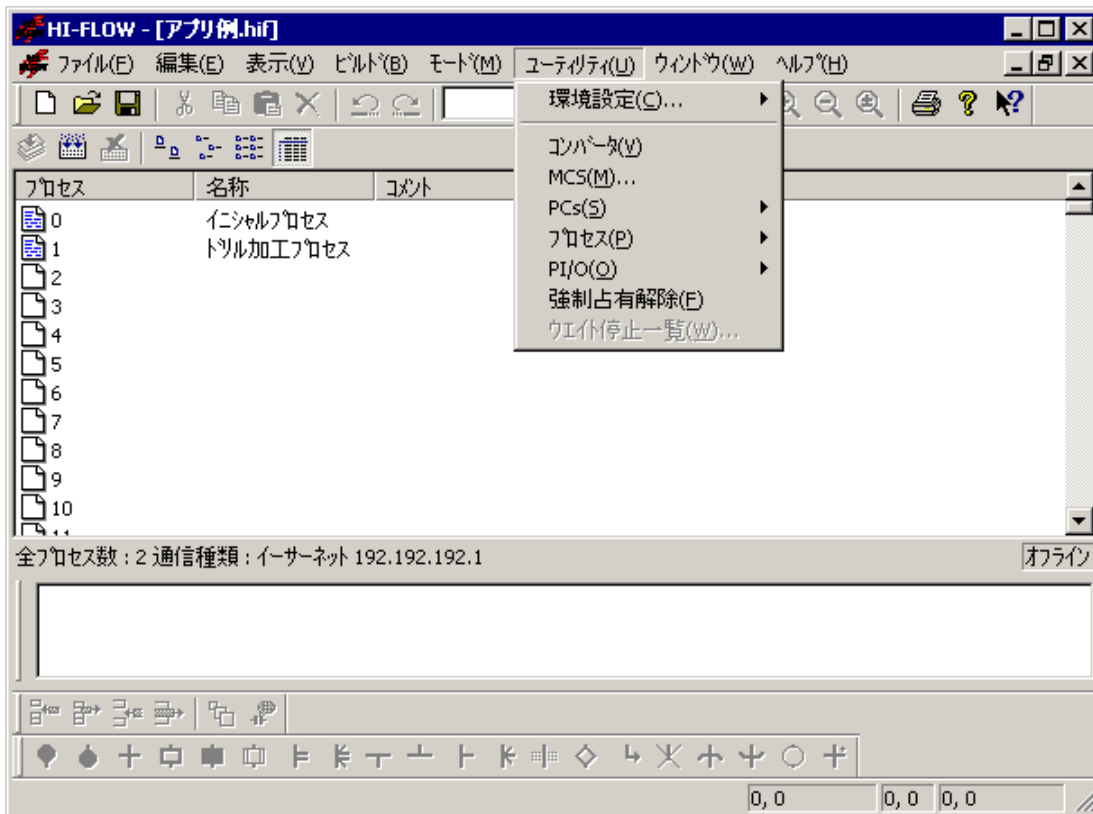 HI-FLOW - [アプリ例.hif]
ファイル(F) 編集(E) 表示(V) ビルド(B) モード(M) ユーティリティ(U) ウィンドウ(W) ヘルプ(H)
環境設定(C)...
コンバータ(V)
MCS(M)...
PCs(S)
プロセス(P)
PI/O(O)
強制占有解除(F)
ウエイト停止一覧(W)...
プロセス 名称 コメント
0 イニシャルプロセス
1 ドリル加工プロセス
2
3
4
5
6
7
8
9
10
11
全プロセス数 : 2 通信種類 : イーサーネット 192.192.192.1 オフライン
0, 0 0, 0 0, 0